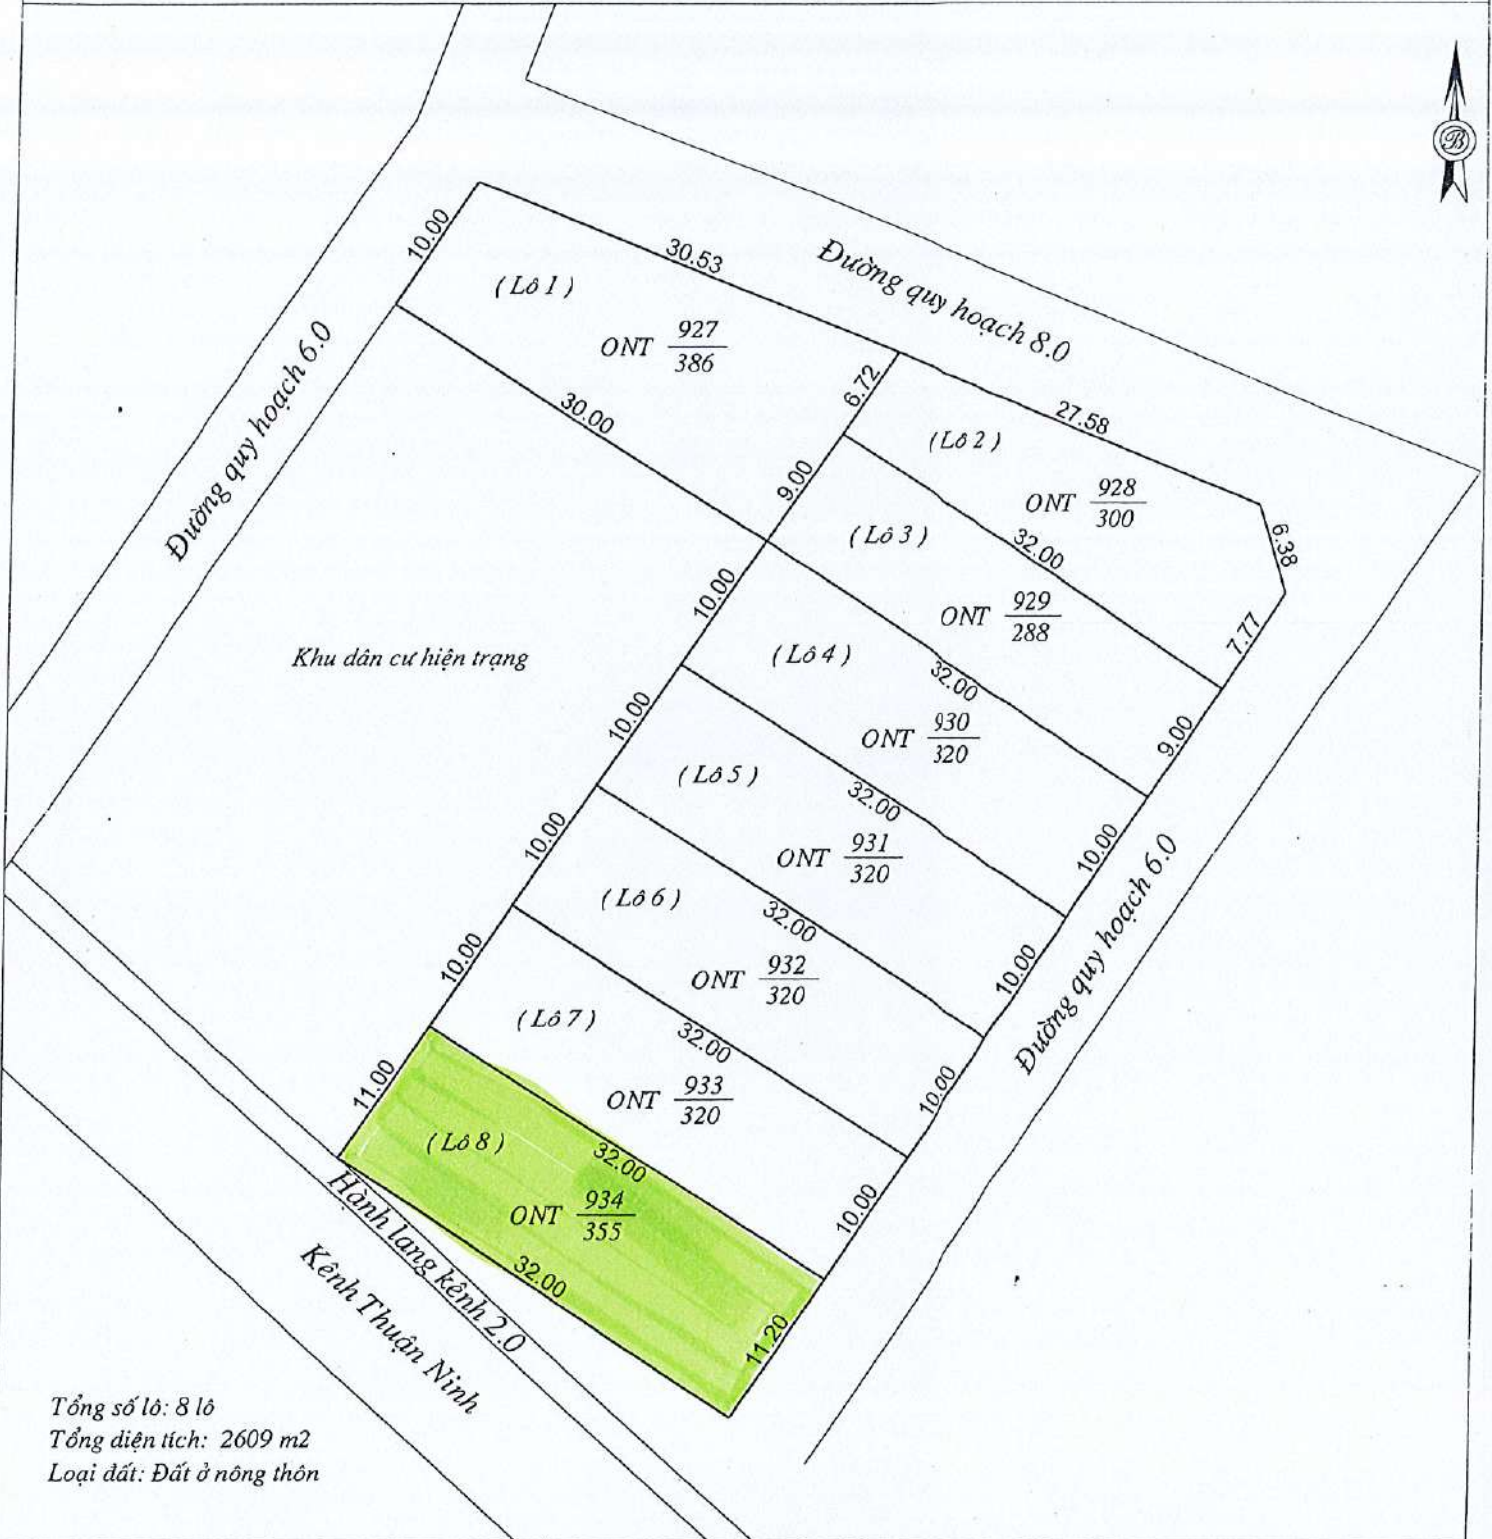 B
10.00
30.53
Đường quy hoạch 8.0
( Lô 1 )
ONT 927
386
Đường quy hoạch 6.0
30.00
6.72
27.58
( Lô 2 )
ONT 928
300
9.00
( Lô 3 )
32.00
6.38
ONT 929
288
7.77
10.00
( Lô 4 )
32.00
Khu dân cư hiện trạng
ONT 930
320
9.00
10.00
( Lô 5 )
32.00
10.00
ONT 931
320
Đường quy hoạch 6.0
10.00
( Lô 6 )
32.00
10.00
ONT 932
320
10.00
( Lô 7 )
32.00
10.00
ONT 933
320
11.00
( Lô 8 )
32.00
10.00
ONT 934
355
32.00
11.20
Hành lang kênh 2.0
Kênh Thuận Ninh
Tổng số lô: 8 lô
Tổng diện tích: 2609 m2
Loại đất: Đất ở nông thôn